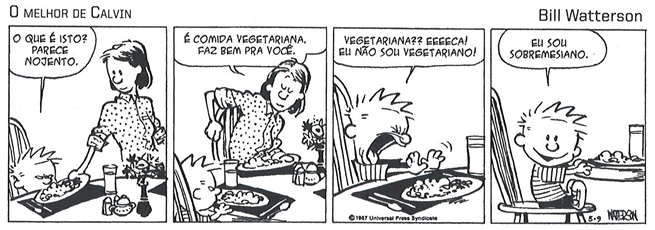 O MELHOR DE CALVIN
Bill Watterson
O QUE É ISTO?
PARECE
NOJENTO.
É COMIDA VEGETARIANA.
FAZ BEM PRA VOCÊ.
VEGETARIANA?? EEEECA!
EU NÃO SOU VEGETARIANO!
© 1987 Universal Press Syndicate
EU SOU
SOBREMESIANO.
WATTERSON
5-9